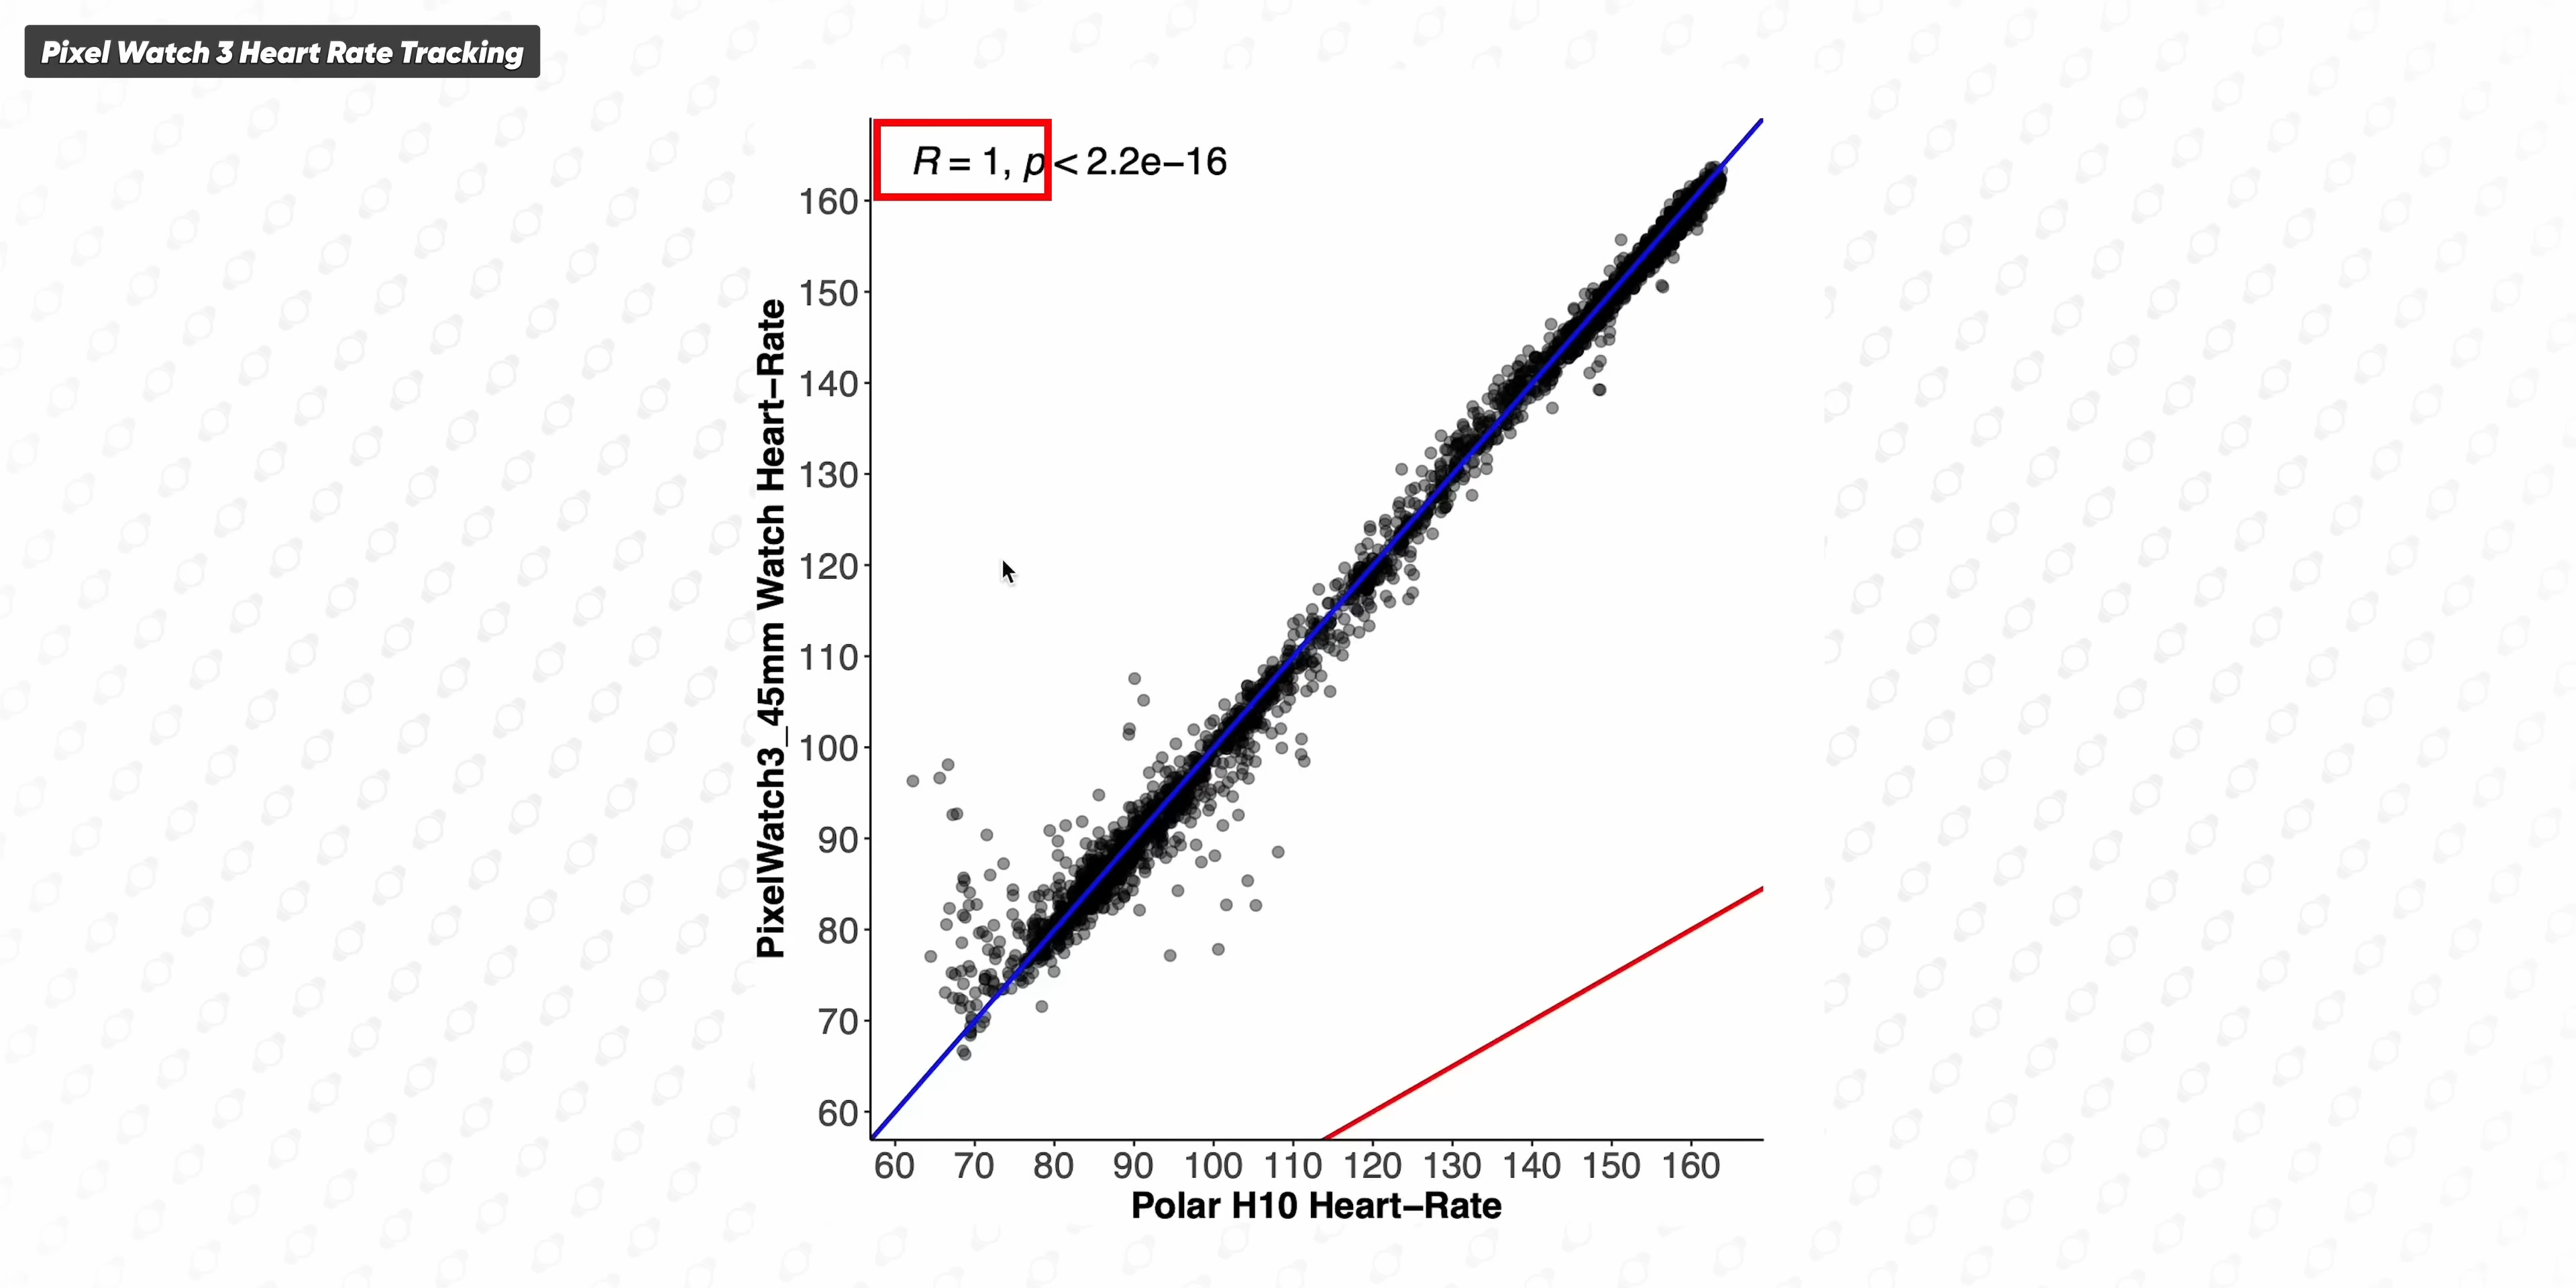 Pixel Watch 3 Heart Rate Tracking
R = 1, p < 2.2e−16
160
150
140
130
120
110
100
90
80
70
60
PixelWatch3_45mm Watch Heart−Rate
60 70 80 90 100 110 120 130 140 150 160
Polar H10 Heart−Rate